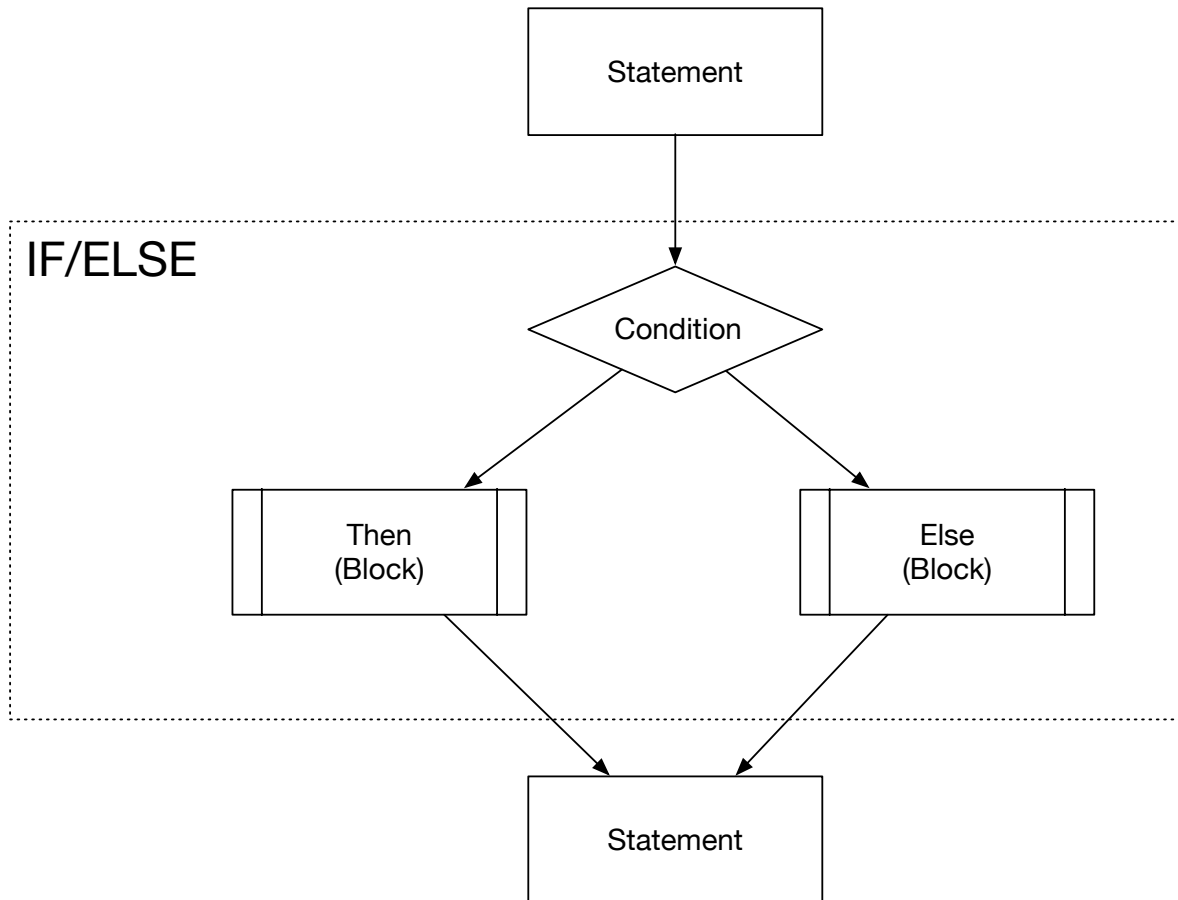 Statement
IF/ELSE
Condition
Then
(Block)
Else
(Block)
Statement